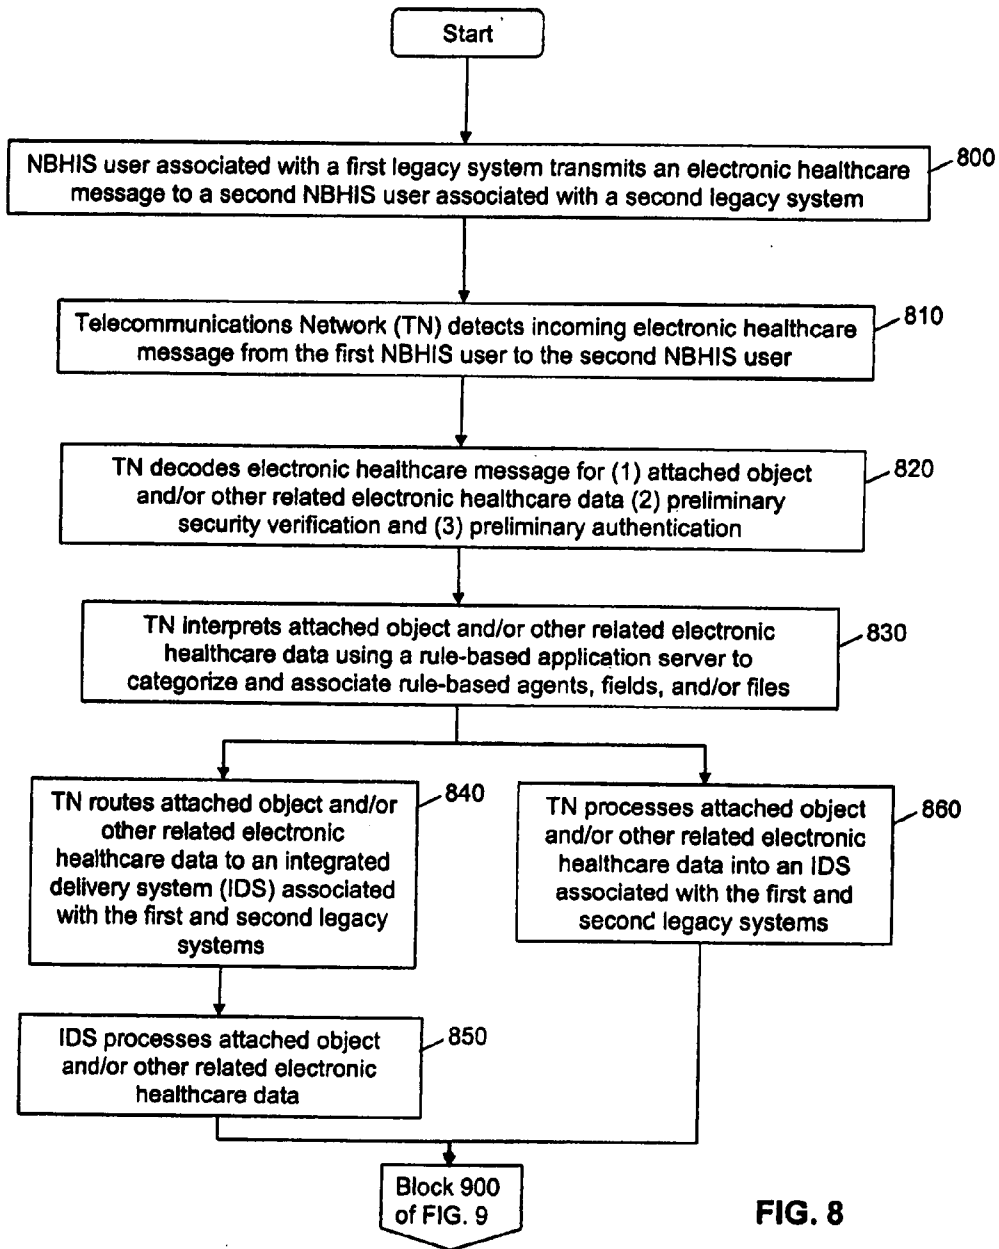 Start
NBHIS user associated with a first legacy system transmits an electronic healthcare
message to a second NBHIS user associated with a second legacy system
800
Telecommunications Network (TN) detects incoming electronic healthcare
message from the first NBHIS user to the second NBHIS user
810
TN decodes electronic healthcare message for (1) attached object
and/or other related electronic healthcare data (2) preliminary
security verification and (3) preliminary authentication
820
TN interprets attached object and/or other related electronic
healthcare data using a rule-based application server to
categorize and associate rule-based agents, fields, and/or files
830
TN routes attached object and/or
other related electronic
healthcare data to an integrated
delivery system (IDS) associated
with the first and second legacy
systems
840
TN processes attached object
and/or other related electronic
healthcare data into an IDS
associated with the first and
second legacy systems
860
IDS processes attached object
and/or other related electronic
healthcare data
850
Block 900
of FIG. 9
FIG. 8